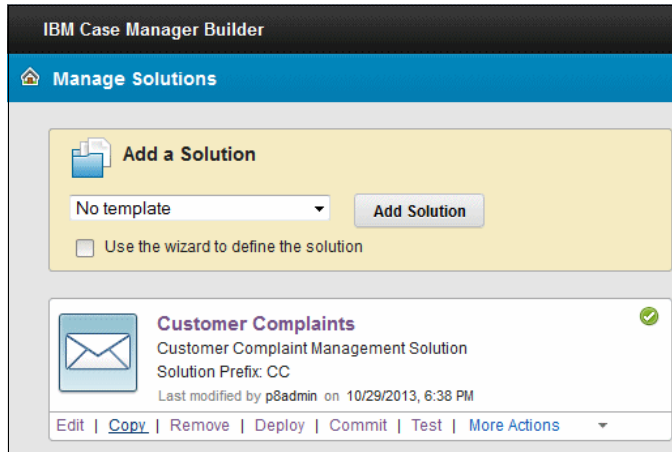 IBM Case Manager Builder
Manage Solutions
Add a Solution
No template
Add Solution
Use the wizard to define the solution
Customer Complaints
Customer Complaint Management Solution
Solution Prefix: CC
Last modified by p8admin on 10/29/2013, 6:38 PM
Edit | Copy | Remove | Deploy | Commit | Test | More Actions